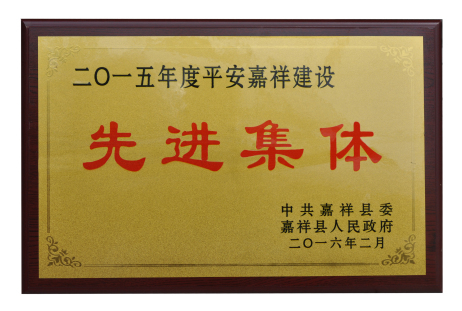 二〇一五年度平安嘉祥建设
先进集体
中共嘉祥县委
嘉祥县人民政府
二〇一六年二月